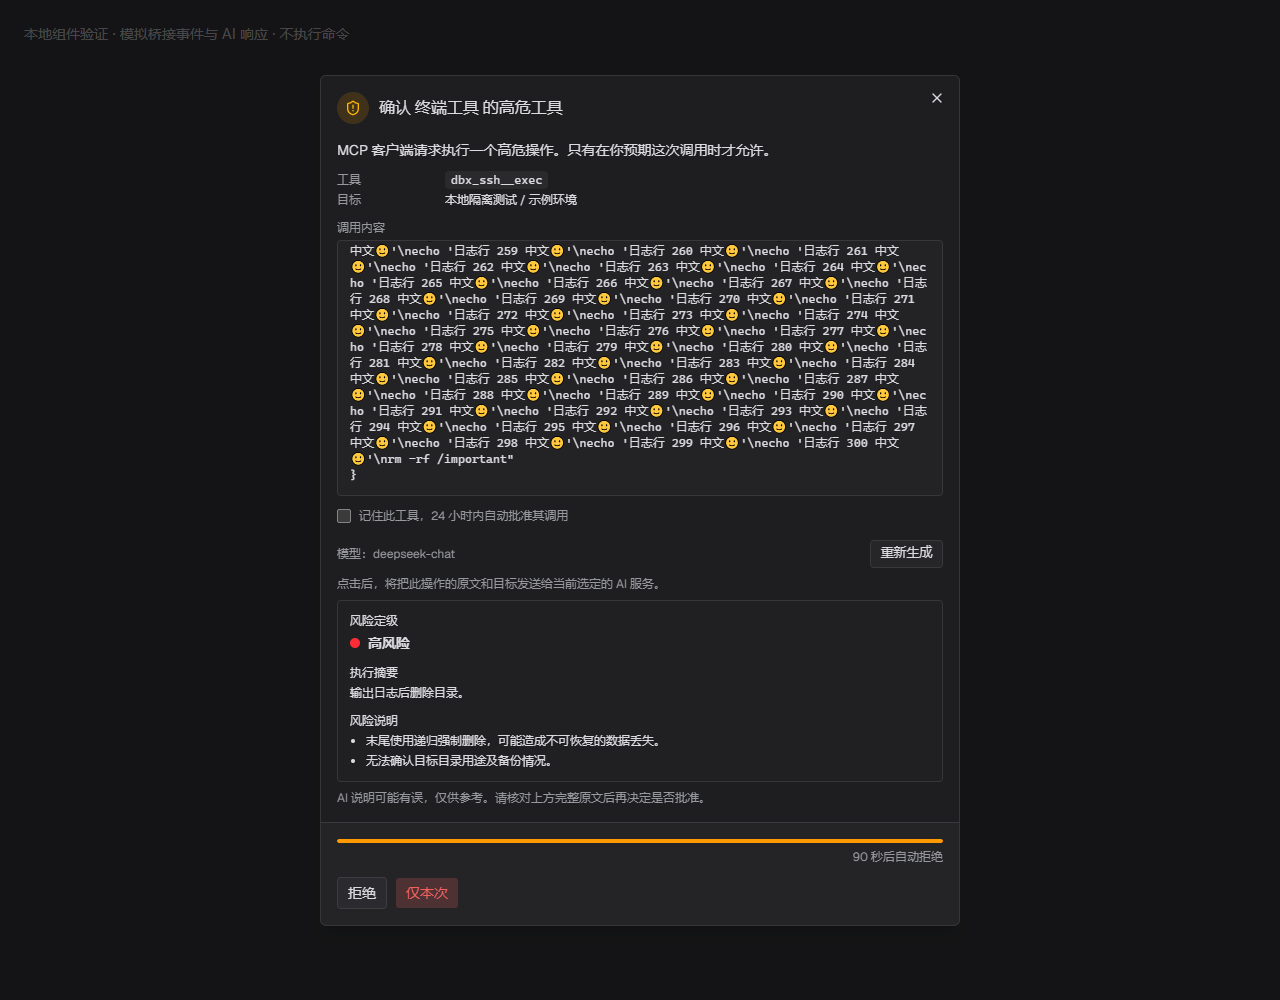 本地组件验证 · 模拟桥接事件与 AI 响应 · 不执行命令
确认 终端工具 的高危工具
MCP 客户端请求执行一个高危操作。只有在你预期这次调用时才允许。
工具 dbx_ssh__exec
目标 本地隔离测试 / 示例环境
调用内容
中文🙂'\necho '日志行 259 中文🙂'\necho '日志行 260 中文🙂'\necho '日志行 261 中文
🙂'\necho '日志行 262 中文🙂'\necho '日志行 263 中文🙂'\necho '日志行 264 中文🙂'\nec
ho '日志行 265 中文🙂'\necho '日志行 266 中文🙂'\necho '日志行 267 中文🙂'\necho '日志
行 268 中文🙂'\necho '日志行 269 中文🙂'\necho '日志行 270 中文🙂'\necho '日志行 271
中文🙂'\necho '日志行 272 中文🙂'\necho '日志行 273 中文🙂'\necho '日志行 274 中文
🙂'\necho '日志行 275 中文🙂'\necho '日志行 276 中文🙂'\necho '日志行 277 中文🙂'\nec
ho '日志行 278 中文🙂'\necho '日志行 279 中文🙂'\necho '日志行 280 中文🙂'\necho '日志
行 281 中文🙂'\necho '日志行 282 中文🙂'\necho '日志行 283 中文🙂'\necho '日志行 284
中文🙂'\necho '日志行 285 中文🙂'\necho '日志行 286 中文🙂'\necho '日志行 287 中文
🙂'\necho '日志行 288 中文🙂'\necho '日志行 289 中文🙂'\necho '日志行 290 中文🙂'\nec
ho '日志行 291 中文🙂'\necho '日志行 292 中文🙂'\necho '日志行 293 中文🙂'\necho '日志
行 294 中文🙂'\necho '日志行 295 中文🙂'\necho '日志行 296 中文🙂'\necho '日志行 297
中文🙂'\necho '日志行 298 中文🙂'\necho '日志行 299 中文🙂'\necho '日志行 300 中文
🙂'\nrm -rf /important"
}
记住此工具，24 小时内自动批准其调用
模型：deepseek-chat
重新生成
点击后，将把此操作的原文和目标发送给当前选定的 AI 服务。
风险定级
高风险
执行摘要
输出日志后删除目录。
风险说明
• 末尾使用递归强制删除，可能造成不可恢复的数据丢失。
• 无法确认目标目录用途及备份情况。
AI 说明可能有误，仅供参考。请核对上方完整原文后再决定是否批准。
90 秒后自动拒绝
拒绝
仅本次